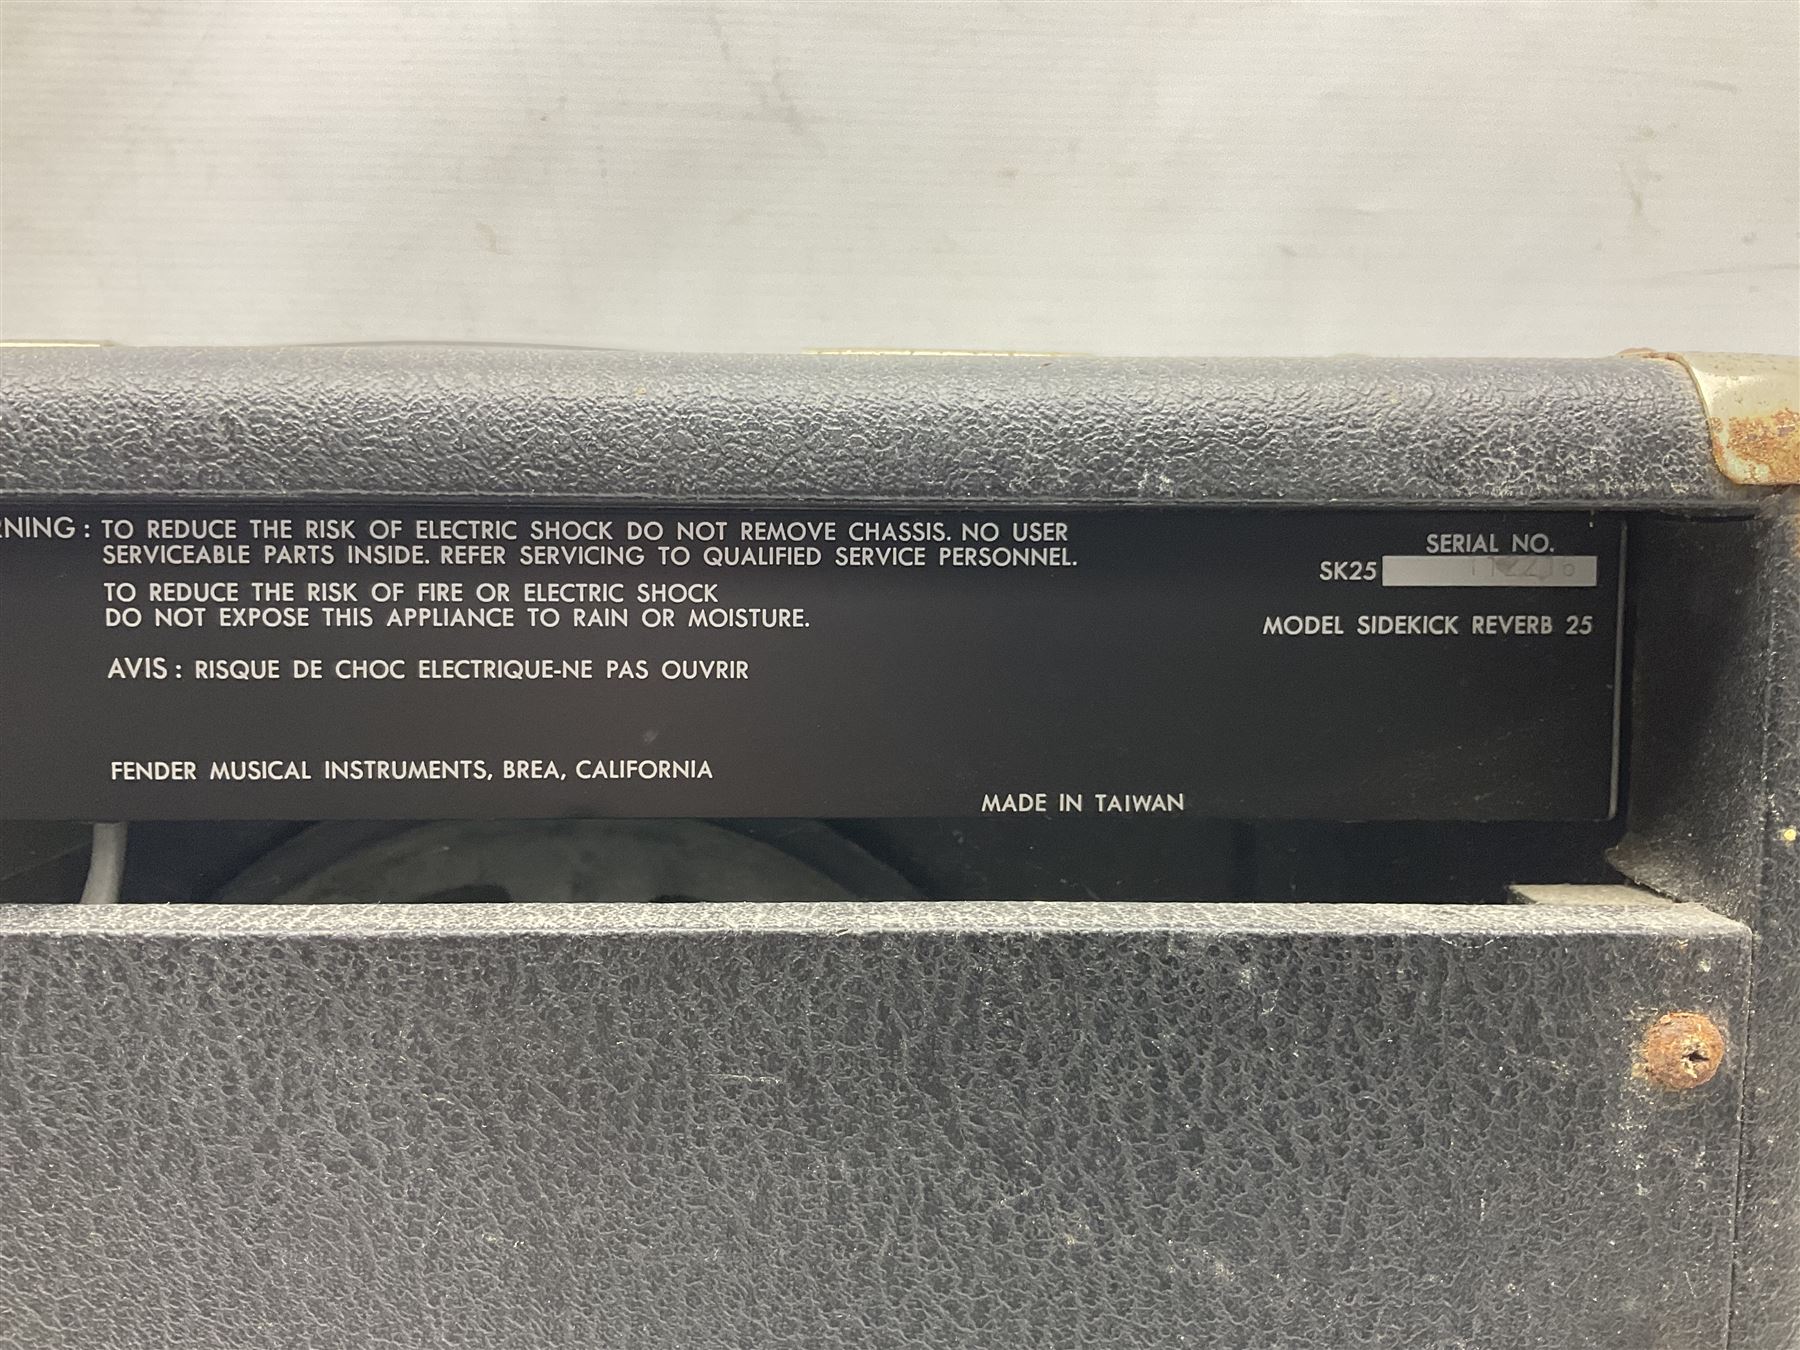 RNING : TO REDUCE THE RISK OF ELECTRIC SHOCK DO NOT REMOVE CHASSIS. NO USER
SERVICEABLE PARTS INSIDE. REFER SERVICING TO QUALIFIED SERVICE PERSONNEL.
TO REDUCE THE RISK OF FIRE OR ELECTRIC SHOCK
DO NOT EXPOSE THIS APPLIANCE TO RAIN OR MOISTURE.
AVIS : RISQUE DE CHOC ELECTRIQUE-NE PAS OUVRIR
FENDER MUSICAL INSTRUMENTS, BREA, CALIFORNIA
MADE IN TAIWAN
SERIAL NO.
SK25
MODEL SIDEKICK REVERB 25